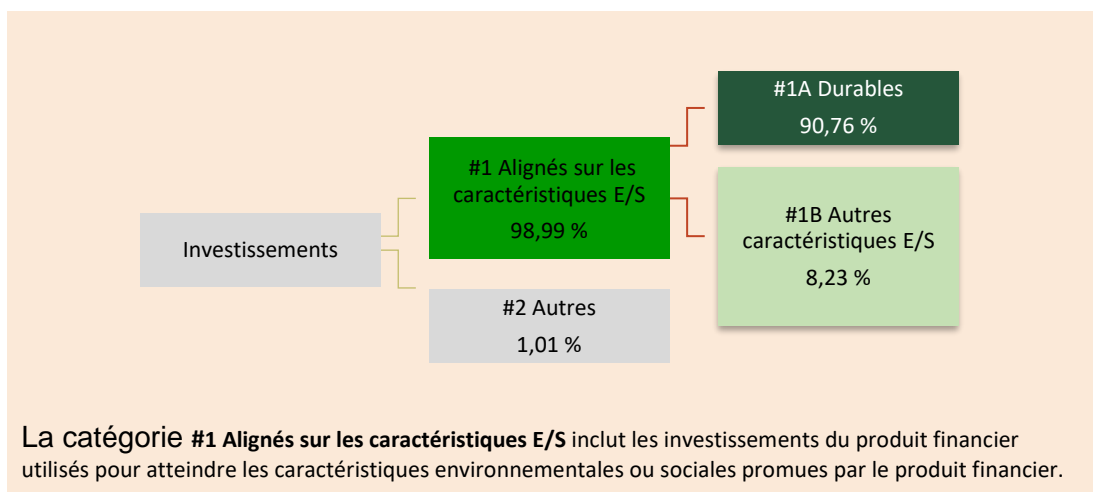 Investissements
#1 Alignés sur les
caractéristiques E/S
98,99 %
#2 Autres
1,01 %
#1A Durables
90,76 %
#1B Autres
caractéristiques E/S
8,23 %
La catégorie #1 Alignés sur les caractéristiques E/S inclut les investissements du produit financier
utilisés pour atteindre les caractéristiques environnementales ou sociales promues par le produit financier.